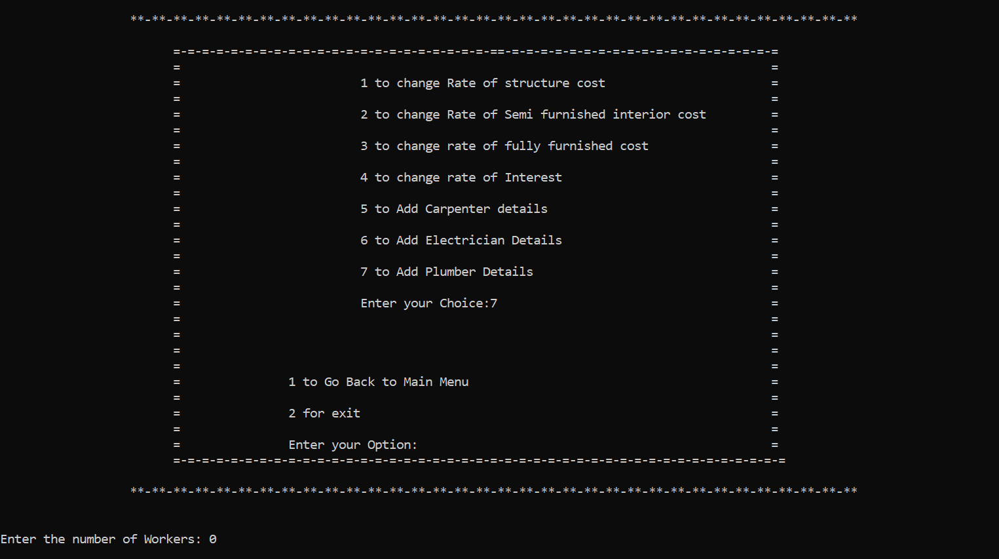 **-**-**-**-**-**-**-**-**-**-**-**-**-**-**-**-**-**-**-**-**-**-**-**-**-**-**-**-**-**-**-**-**-**
=-=-=-=-=-=-=-=-=-=-=-=-=-=-=-=-=-=-=-=-=-=-==-=-=-=-=-=-=-=-=-=-=-=-=-=-=-=-=-=-=-=
= =
= 1 to change Rate of structure cost =
= =
= 2 to change Rate of Semi furnished interior cost =
= =
= 3 to change rate of fully furnished cost =
= =
= 4 to change rate of Interest =
= =
= 5 to Add Carpenter details =
= =
= 6 to Add Electrician Details =
= =
= 7 to Add Plumber Details =
= =
= Enter your Choice:7 =
= =
= =
= =
= =
= 1 to Go Back to Main Menu =
= =
= 2 for exit =
= =
= Enter your Option: =
=-=-=-=-=-=-=-=-=-=-=-=-=-=-=-=-=-=-=-=-=-=-=-=-=-=-=-=-=-=-=-=-=-=-=-=-=-=-=-=-=-=-=
**-**-**-**-**-**-**-**-**-**-**-**-**-**-**-**-**-**-**-**-**-**-**-**-**-**-**-**-**-**-**-**-**-**
Enter the number of Workers: 0